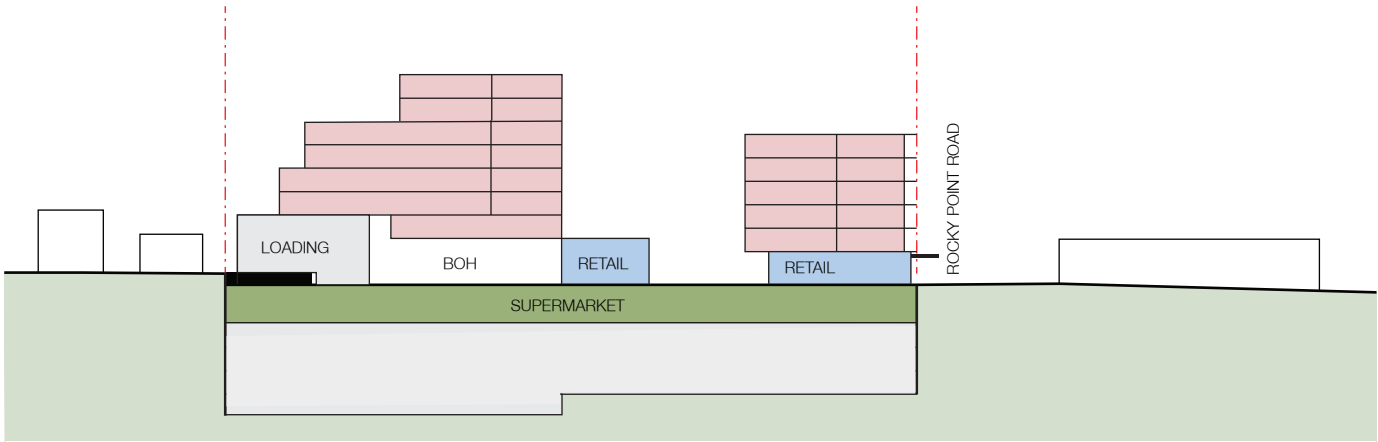 LOADING
BOH
RETAIL
RETAIL
ROCKY POINT ROAD
SUPERMARKET